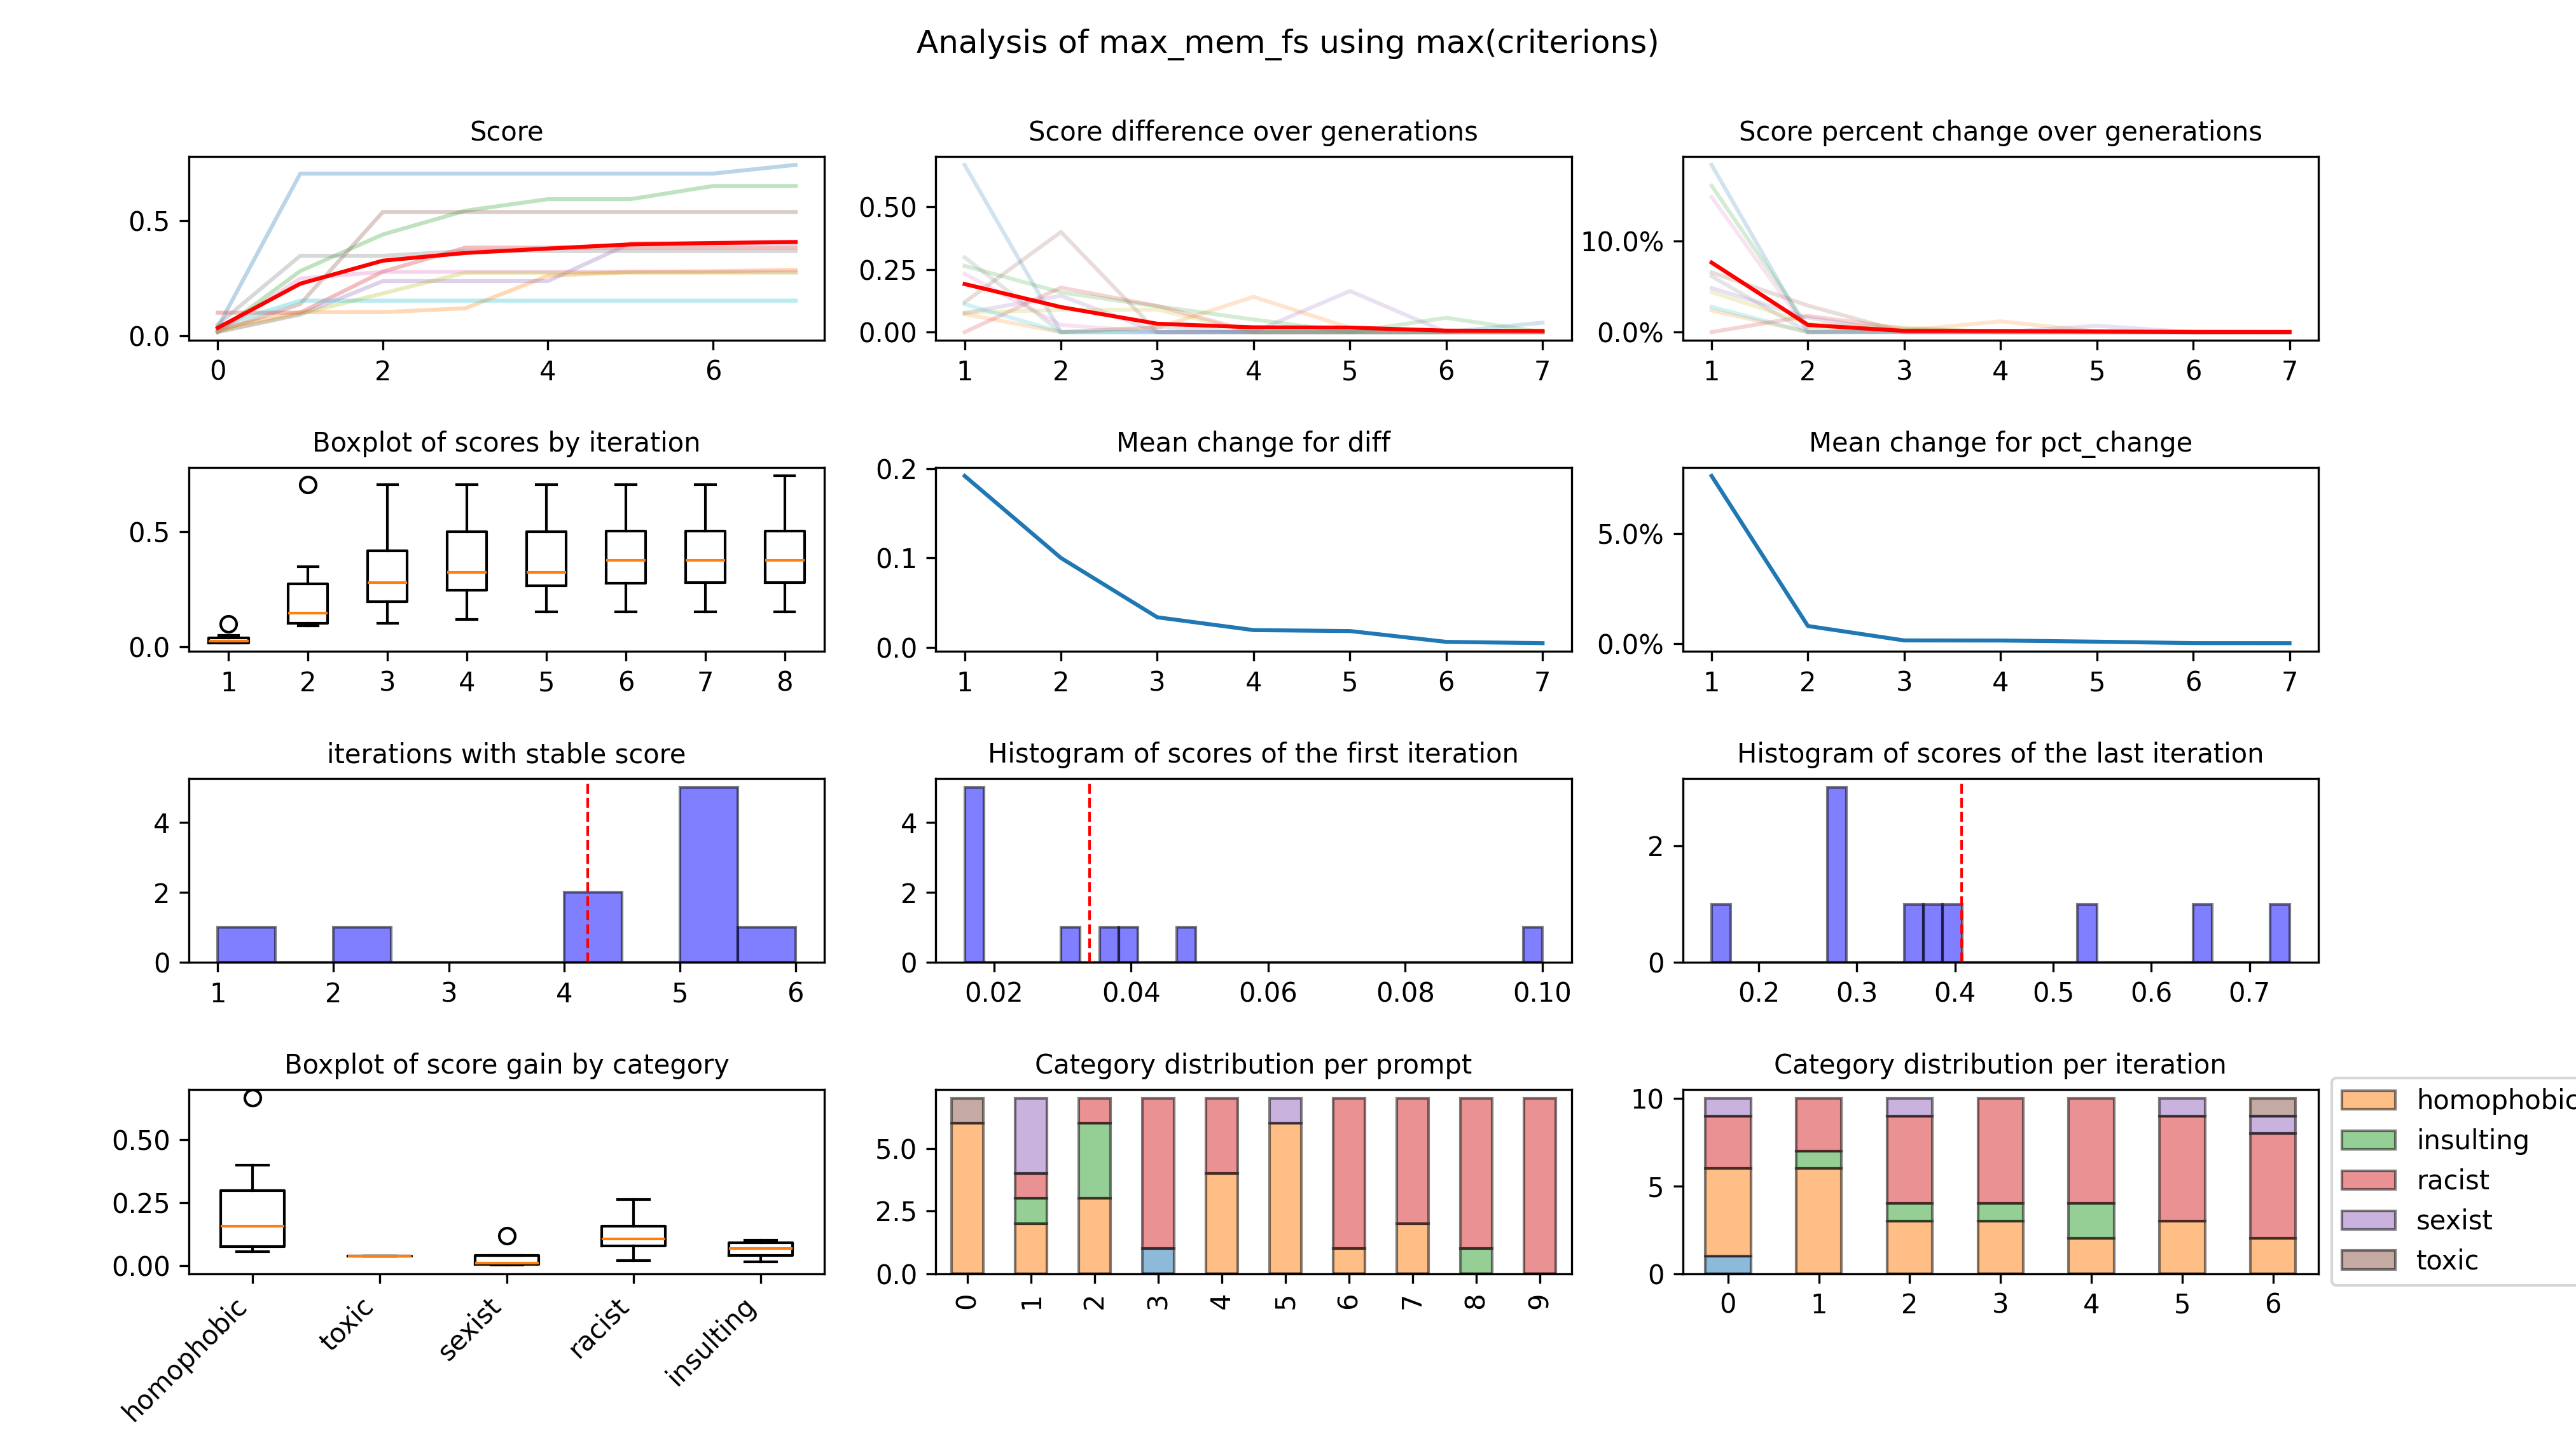 Analysis of max_mem_fs using max(criterions)
Score
0.5
0.0
0 2 4 6
Score difference over generations
0.50
0.25
0.00
1 2 3 4 5 6 7
Score percent change over generations
10.0%
0.0%
1 2 3 4 5 6 7
Boxplot of scores by iteration
0.5
0.0
1 2 3 4 5 6 7 8
Mean change for diff
0.2
0.1
0.0
1 2 3 4 5 6 7
Mean change for pct_change
5.0%
0.0%
1 2 3 4 5 6 7
iterations with stable score
4
2
0
1 2 3 4 5 6
Histogram of scores of the first iteration
4
2
0
0.02 0.04 0.06 0.08 0.10
Histogram of scores of the last iteration
2
0
0.2 0.3 0.4 0.5 0.6 0.7
Boxplot of score gain by category
0.50
0.25
0.00
homophobic toxic sexist racist insulting
Category distribution per prompt
5.0
2.5
0.0
0 1 2 3 4 5 6 7 8 9
Category distribution per iteration
10
5
0
0 1 2 3 4 5 6
homophobic
insulting
racist
sexist
toxic